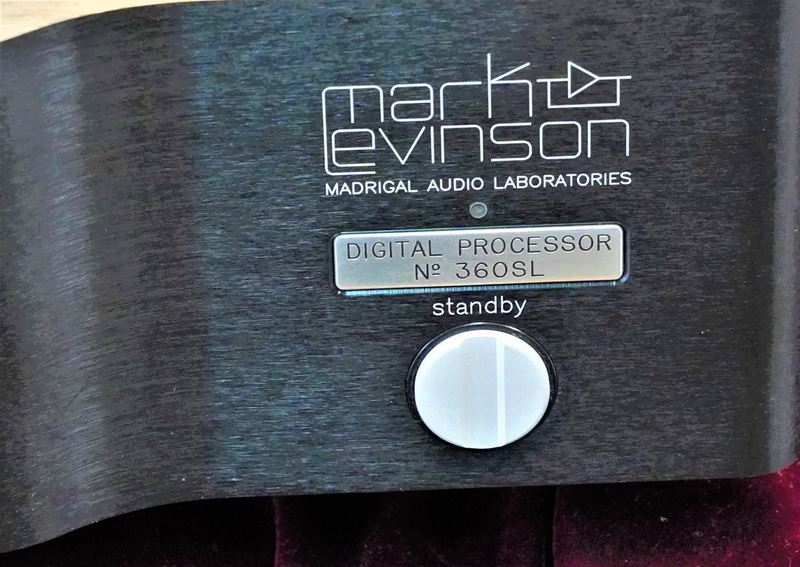 mark
Levinson
MADRIGAL AUDIO LABORATORIES
DIGITAL PROCESSOR
Nº 360SL
standby